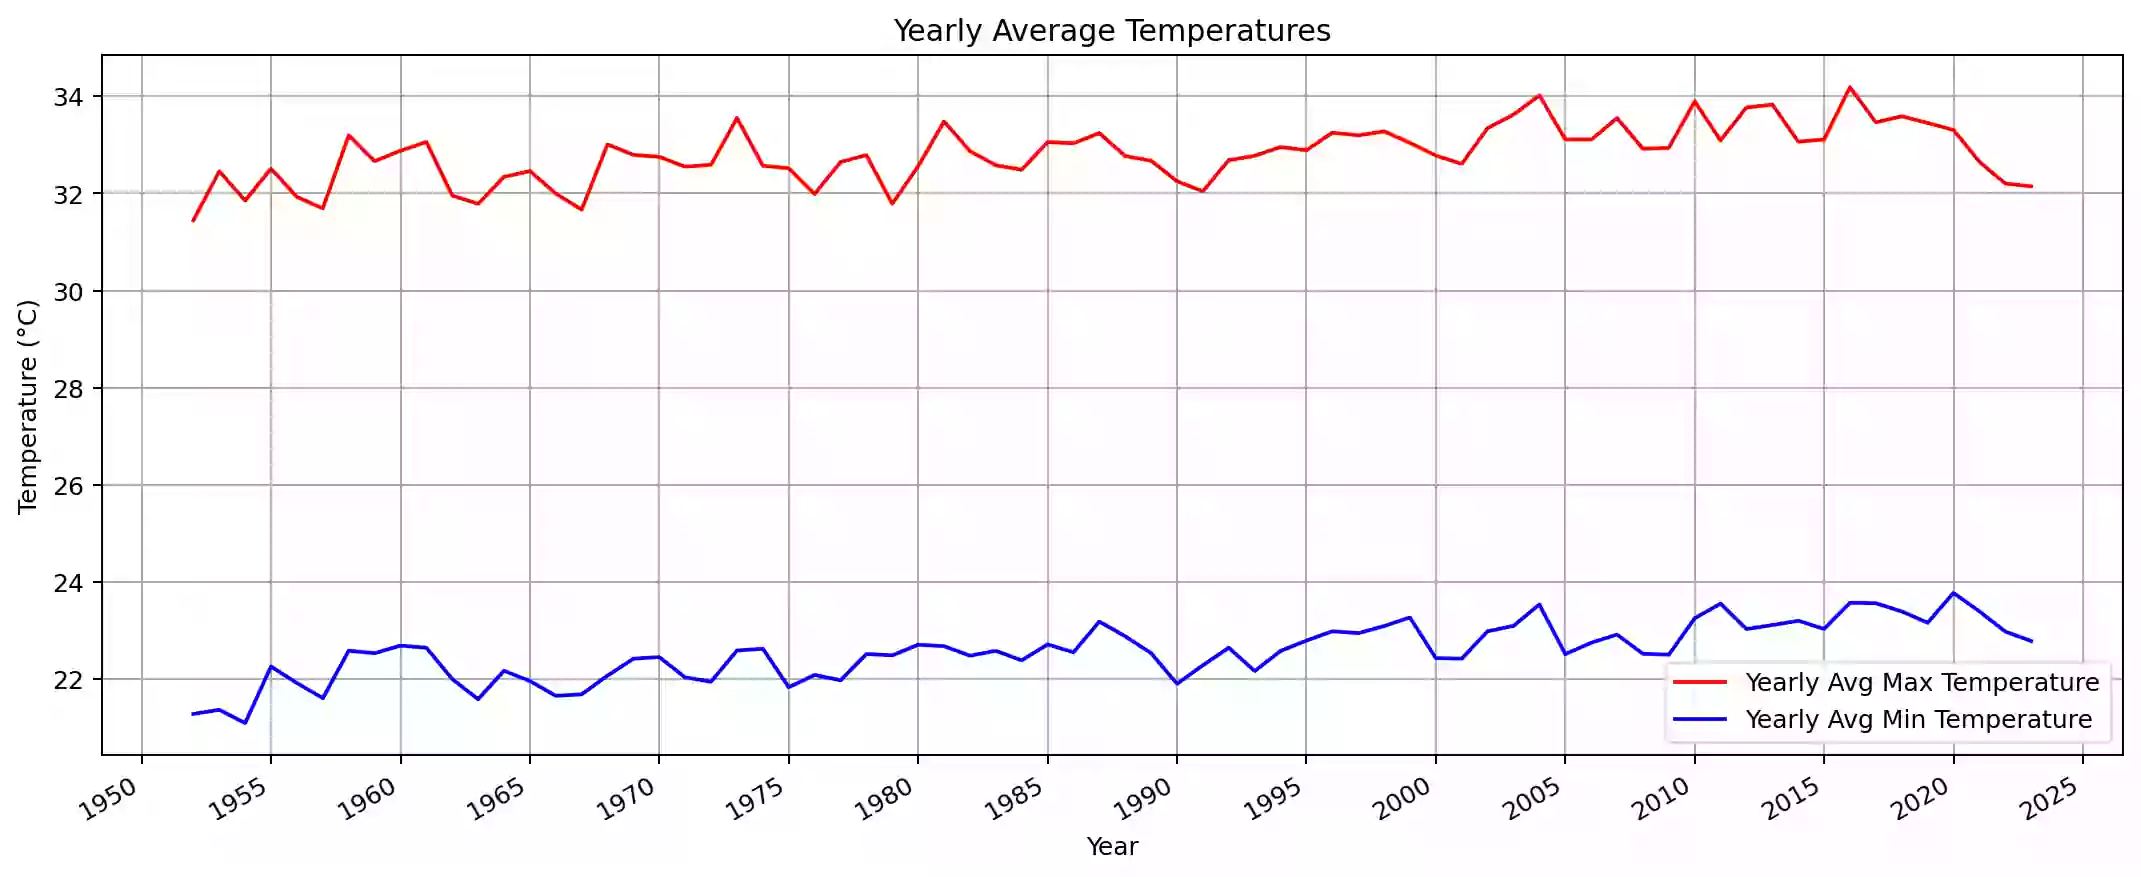 Yearly Average Temperatures
Temperature (°C)
34
32
30
28
26
24
22
Yearly Avg Max Temperature
Yearly Avg Min Temperature
1950 1955 1960 1965 1970 1975 1980 1985 1990 1995 2000 2005 2010 2015 2020 2025
Year